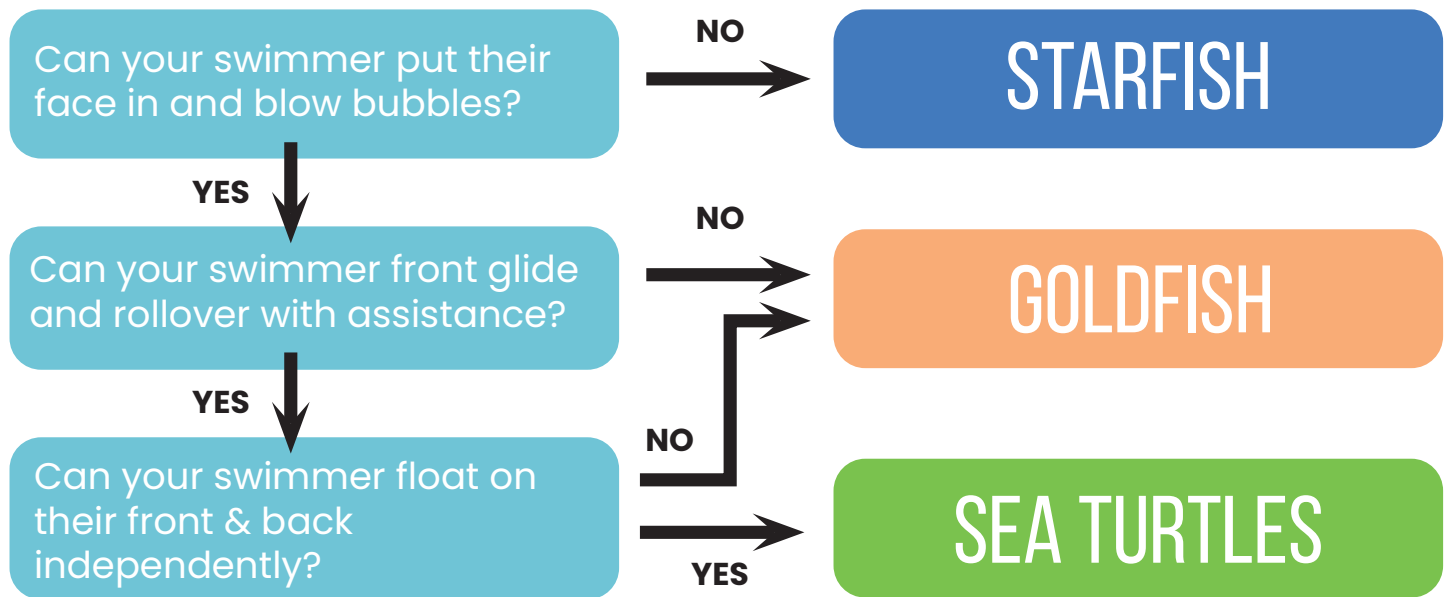 Can your swimmer put their
face in and blow bubbles?
NO
STARFISH
YES
Can your swimmer front glide
and rollover with assistance?
NO
GOLDFISH
YES
Can your swimmer float on
their front & back
independently?
NO
YES
SEA TURTLES